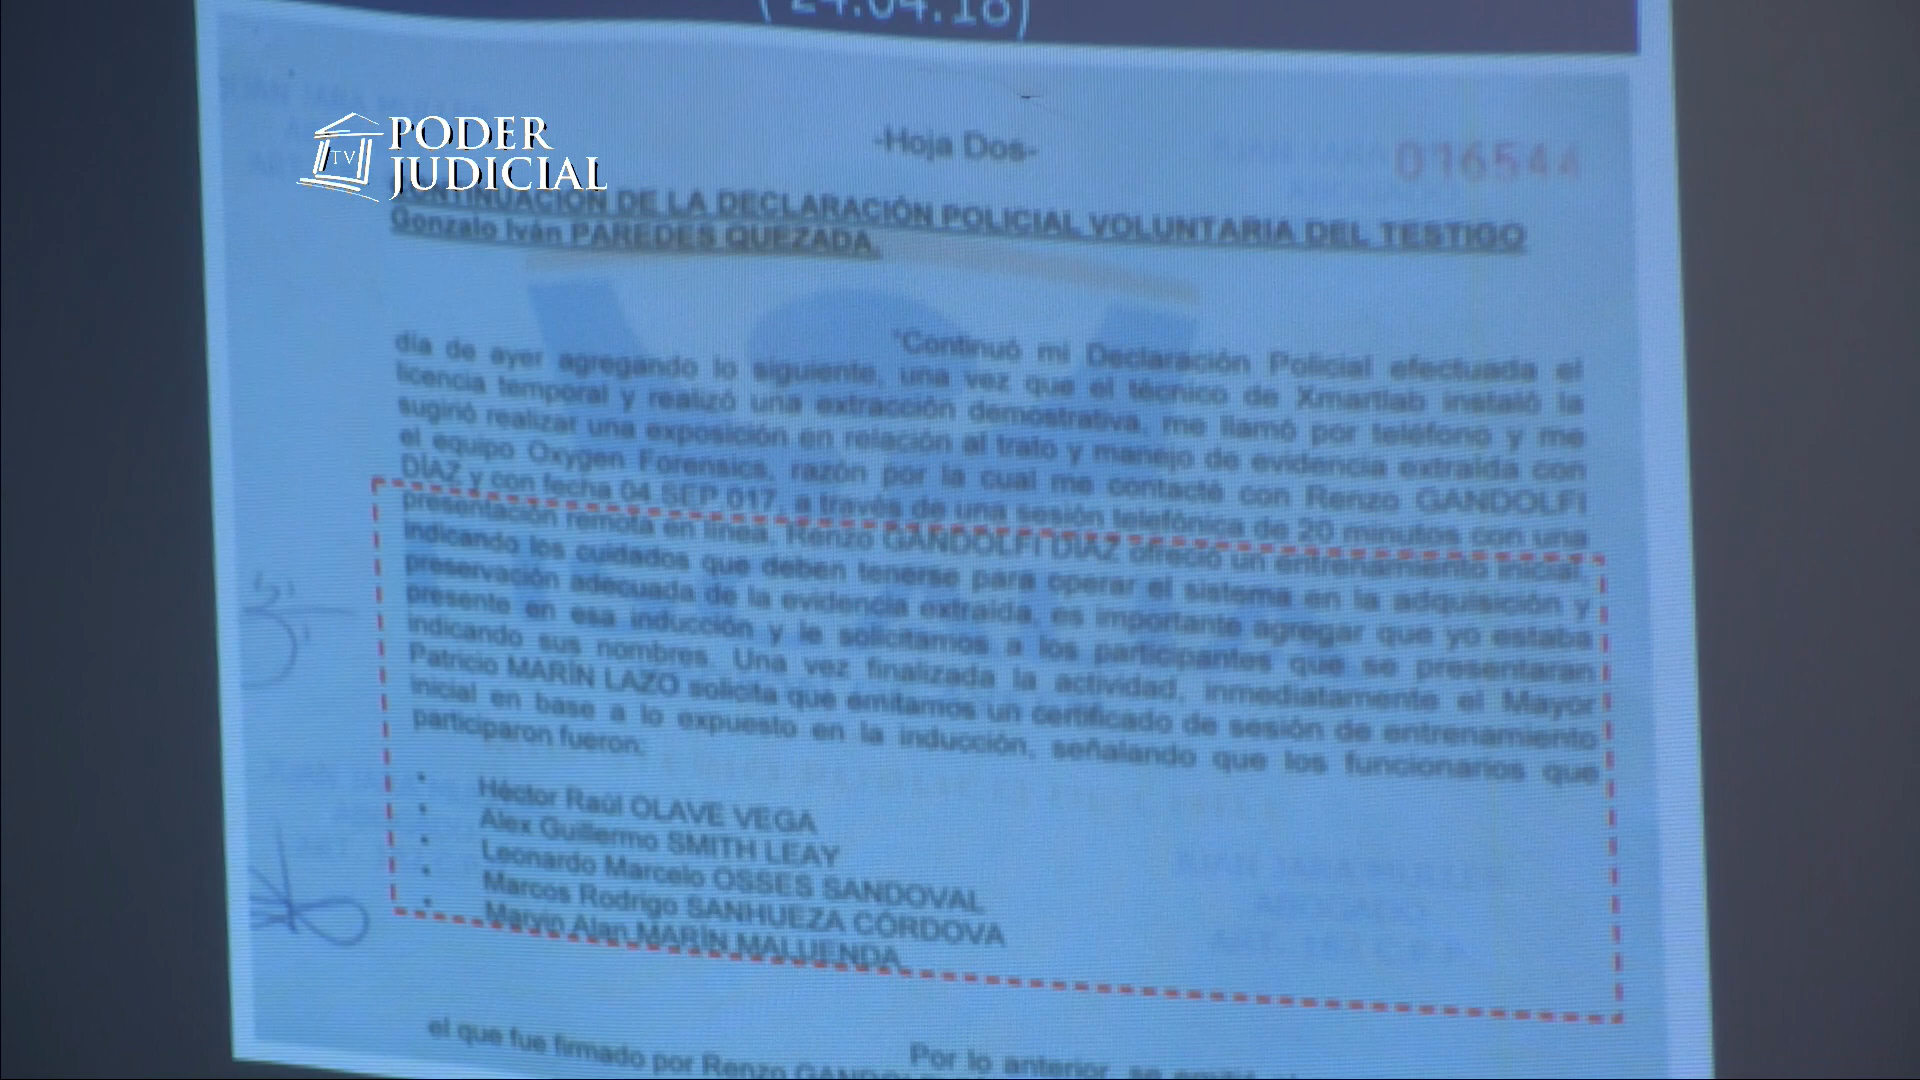 (24.04.18)
TV
PODER
JUDICIAL
-Hoja Dos-
016544
CONTINUACIÓN DE LA DECLARACIÓN POLICIAL VOLUNTARIA DEL TESTIGO
Gonzalo Iván PAREDES QUEZADA.
"Continuó mi Declaración Policial efectuada el
día de ayer agregando lo siguiente, una vez que el técnico de Xmartlab instaló la
licencia temporal y realizó una extracción demostrativa, me llamó por teléfono y me
sugirió realizar una exposición en relación al trato y manejo de evidencia extraída con
el equipo Oxygen Forensics, razón por la cual me contacté con Renzo GANDOLFI
DÍAZ y con fecha 04 SEP 017, a través de una sesión telefónica de 20 minutos con una
presentación remota en línea, Renzo GANDOLFI DÍAZ ofreció un entrenamiento inicial,
indicando los cuidados que deben tenerse para operar el sistema en la adquisición y
preservación adecuada de la evidencia extraída, es importante agregar que yo estaba
presente en esa inducción y le solicitamos a los participantes que se presentaran
indicando sus nombres. Una vez finalizada la actividad, inmediatamente el Mayor
Patricio MARÍN LAZO solicita que emitamos un certificado de sesión de entrenamiento
inicial en base a lo expuesto en la inducción, señalando que los funcionarios que
participaron fueron:
• Héctor Raúl OLAVE VEGA
• Alex Guillermo SMITH LEAY
• Leonardo Marcelo OSSES SANDOVAL
• Marcos Rodrigo SANHUEZA CÓRDOVA
• Marvin Alan MARÍN MALUENDA
Por lo anterior, se emitió
el que fue firmado por Renzo